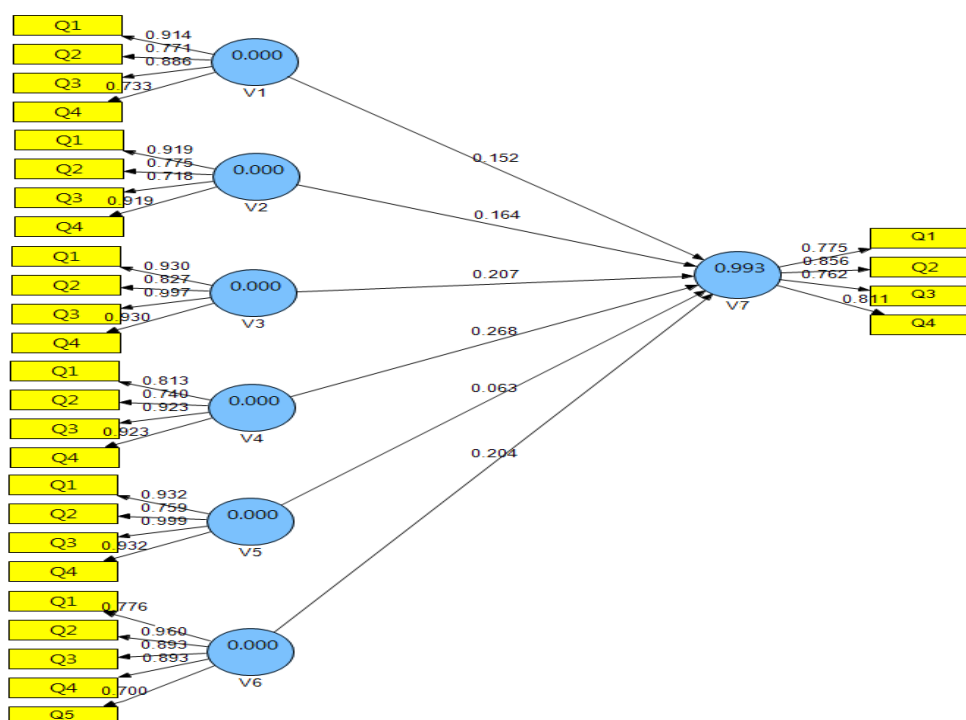 Q1
0.914
Q2
0.771
0.000
0.886
Q3
0.733
V1
Q4
Q1
0.919
Q2
0.775
0.000
0.718
Q3
0.919
V2
Q4
Q1
0.930
Q2
0.827
0.000
0.997
Q3
0.930
V3
Q4
Q1
0.813
Q2
0.740
0.000
0.923
Q3
0.923
V4
Q4
Q1
0.932
Q2
0.759
0.000
0.999
Q3
0.932
V5
Q4
Q1
0.776
Q2
0.960
0.000
0.893
Q3
0.893
V6
Q4
0.700
Q5
0.152
0.164
0.207
0.268
0.063
0.204
0.993
V7
0.775
Q1
0.856
Q2
0.762
Q3
0.811
Q4